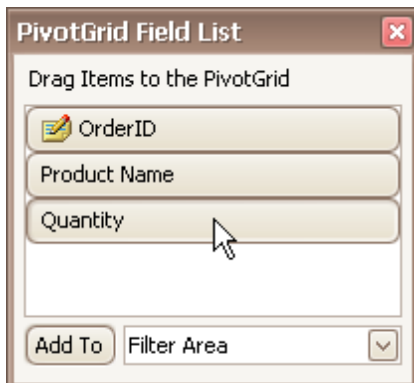 PivotGrid Field List
Drag Items to the PivotGrid
OrderID
Product Name
Quantity
Add To Filter Area